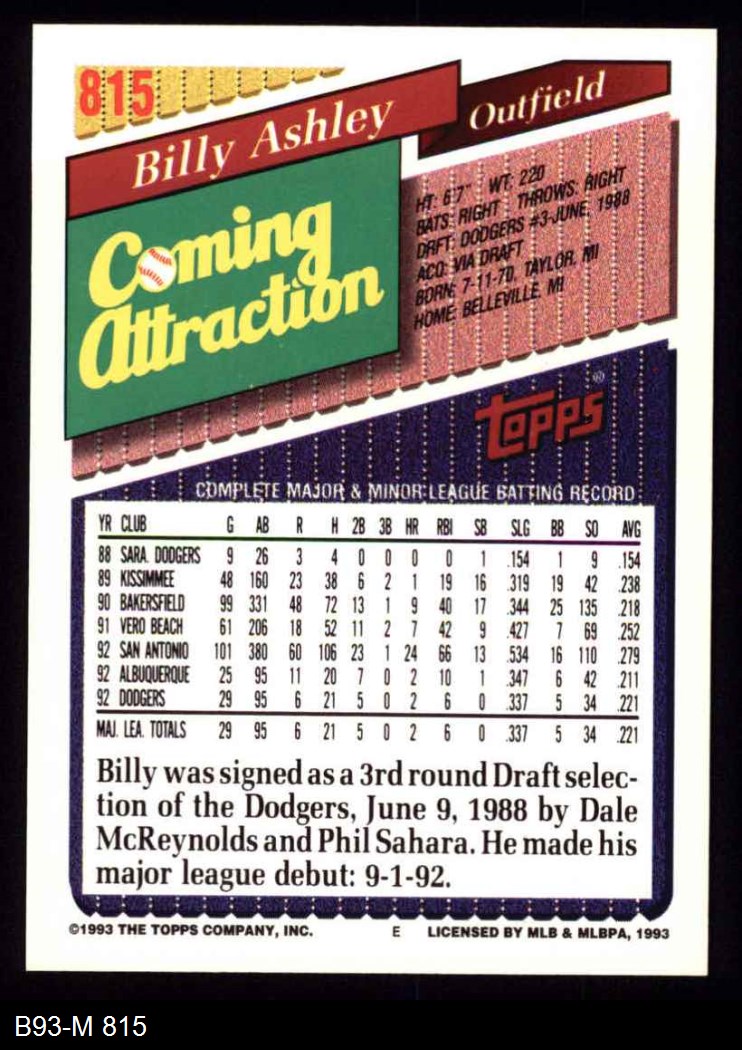 815
Billy Ashley
Outfield
Coming
Attraction
HT: 6'7" WT: 220
BATS: RIGHT THROWS: RIGHT
DRFT: DODGERS #3-JUNE, 1988
ACQ: VIA DRAFT
BORN: 7-11-70, TAYLOR, MI
HOME: BELLEVILLE, MI
TOPPS ®
COMPLETE MAJOR & MINOR LEAGUE BATTING RECORD
YR CLUB G AB R H 2B 3B HR RBI SB SLG BB SO AVG
88 SARA. DODGERS 9 26 3 4 0 0 0 0 1 .154 1 9 .154
89 KISSIMMEE 48 160 23 38 6 2 1 19 16 .319 19 42 .238
90 BAKERSFIELD 99 331 48 72 13 1 9 40 17 .344 25 135 .218
91 VERO BEACH 61 206 18 52 11 2 7 42 9 .427 7 69 .252
92 SAN ANTONIO 101 380 60 106 23 1 24 66 13 .534 16 110 .279
92 ALBUQUERQUE 25 95 11 20 7 0 2 10 1 .347 6 42 .211
92 DODGERS 29 95 6 21 5 0 2 6 0 .337 5 34 .221
MAJ. LEA. TOTALS 29 95 6 21 5 0 2 6 0 .337 5 34 .221
Billy was signed as a 3rd round Draft selec-
tion of the Dodgers, June 9, 1988 by Dale
McReynolds and Phil Sahara. He made his
major league debut: 9-1-92.
©1993 THE TOPPS COMPANY, INC. E LICENSED BY MLB & MLBPA, 1993
B93-M 815